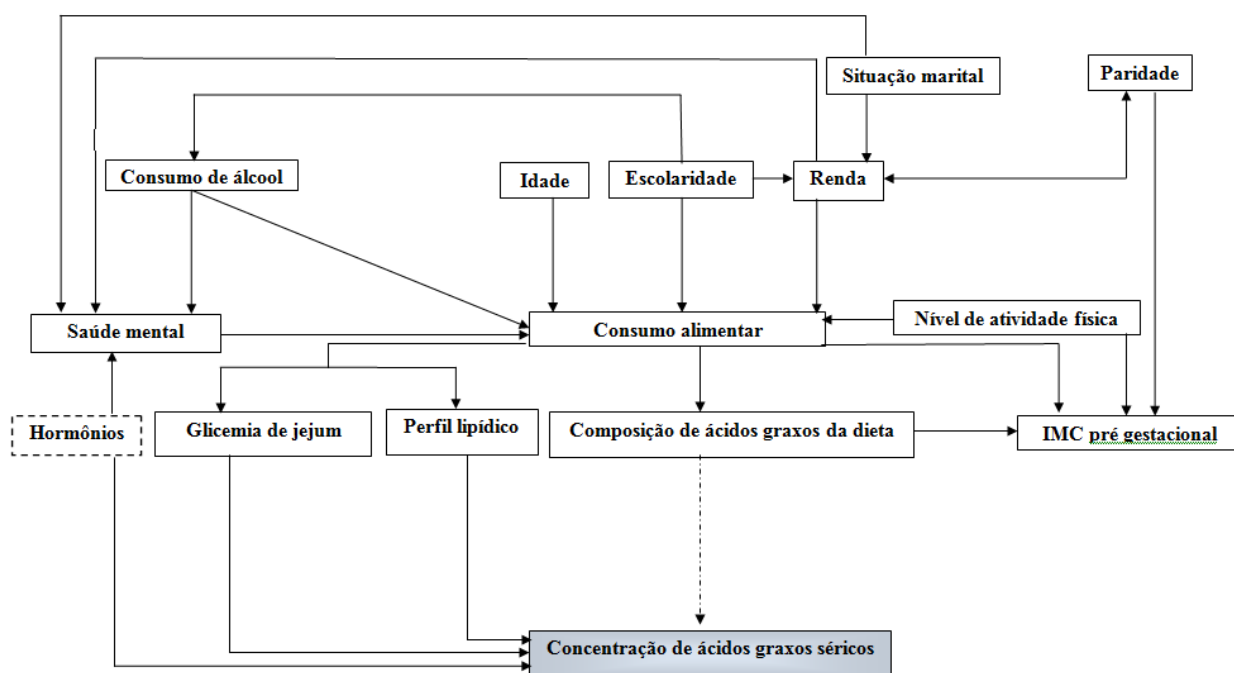 Situação marital
Paridade
Consumo de álcool
Idade
Escolaridade
Renda
Saúde mental
Consumo alimentar
Nível de atividade física
Hormônios
Glicemia de jejum
Perfil lipídico
Composição de ácidos graxos da dieta
IMC pré gestacional
Concentração de ácidos graxos séricos